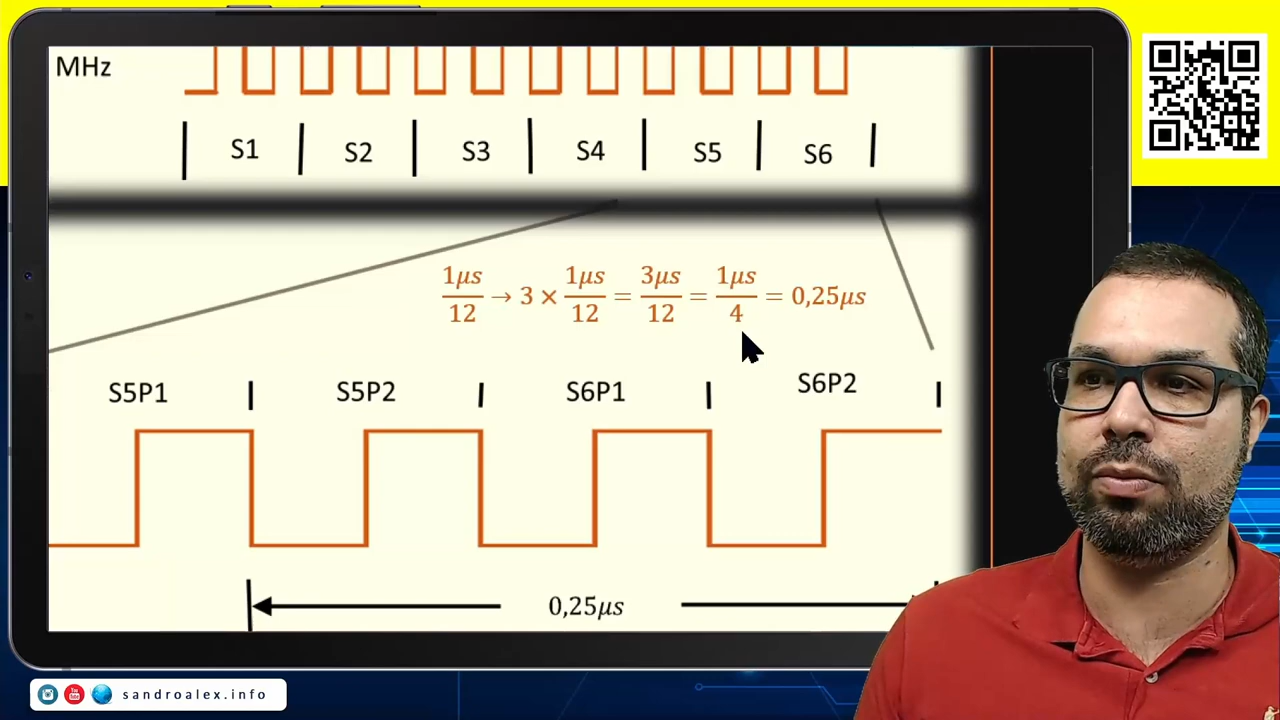 MHz
S1 S2 S3 S4 S5 S6
1μs/12 → 3 × 1μs/12 = 3μs/12 = 1μs/4 = 0,25μs
S5P1 S5P2 S6P1 S6P2
0,25μs
sandroalex.info